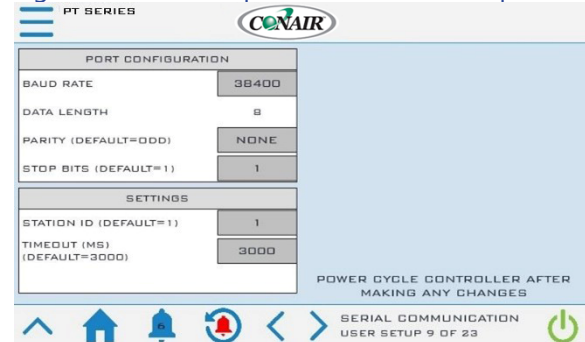 PT SERIES
CONAIR
PORT CONFIGURATION
BAUD RATE 38400
DATA LENGTH 8
PARITY (DEFAULT=ODD) NONE
STOP BITS (DEFAULT=1) 1
SETTINGS
STATION ID (DEFAULT=1) 1
TIMEOUT (MS)
(DEFAULT=3000) 3000
POWER CYCLE CONTROLLER AFTER
MAKING ANY CHANGES
6
SERIAL COMMUNICATION
USER SETUP 9 OF 23